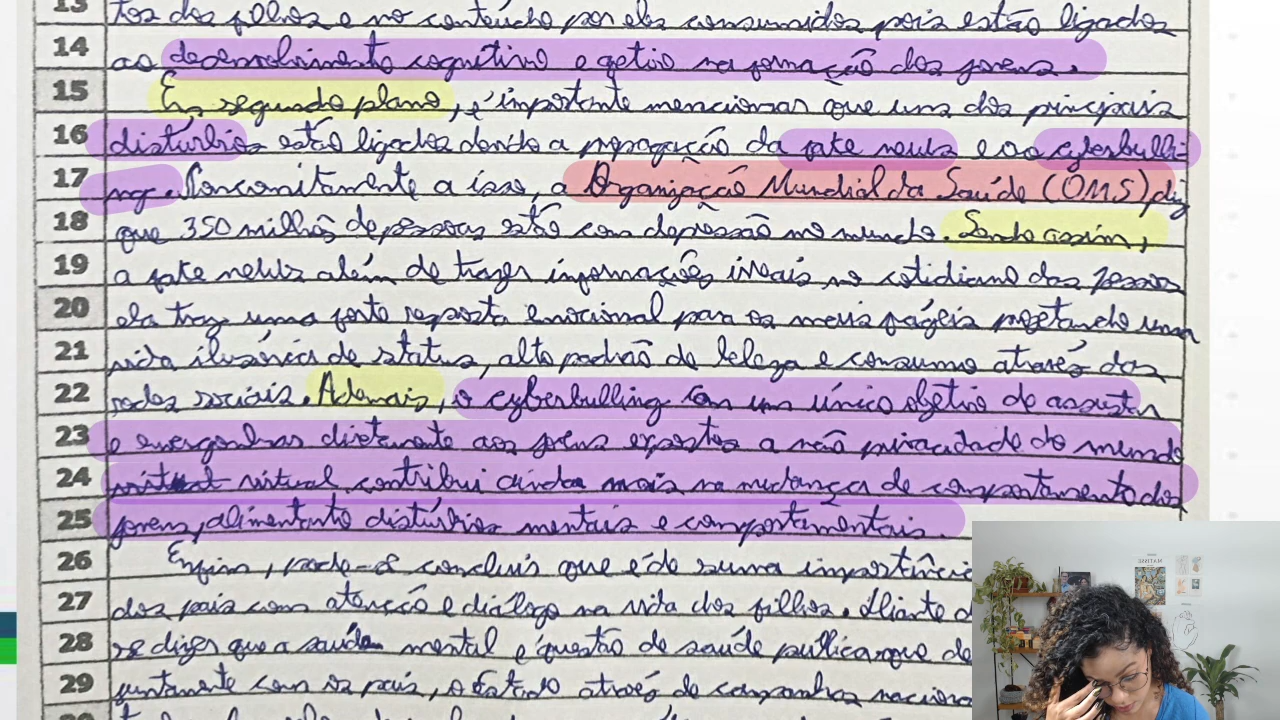 13 tos dos filhos e no conteúdo por eles consumidos pois estão ligados
14 ao desenvolvimento cognitivo e afetivo na formação dos jovens.
15 Em segundo plano, é importante mencionar que um dos principais
16 distúrbios estão ligados a propagação da fake news e o cyberbulli
17 ng. Concomitamente a isso, a Organização Mundial da Saúde (OMS) diz
18 que 350 milhões de pessoas estão com depressão no mundo. Sendo assim,
19 a fake news além de trazer informações irreais no cotidiano das pessoas
20 ela traz uma forte resposta emocional para os mais frágeis projetando uma
21 vida ilusória de status, alto padrão de beleza e consumo através das
22 redes sociais. Ademais, o cyberbulling com um único objetivo de assustar
23 e envergonhar diretamente aos jovens expostos a não privacidade do mundo
24 virtual contribui ainda mais na mudança de comportamento dos
25 jovens, alimentanto distúrbios mentais e comportamentais.
26 Enfim, pode-se concluir que é de suma importânci
27 dos pais com atenção e diálogo na vida dos filhos. Diante d
28 se dizer que a saúde mental é questão de saúde pública que de
29 juntamente com os pais, o Estado através de campanhas naciona
MATISSE